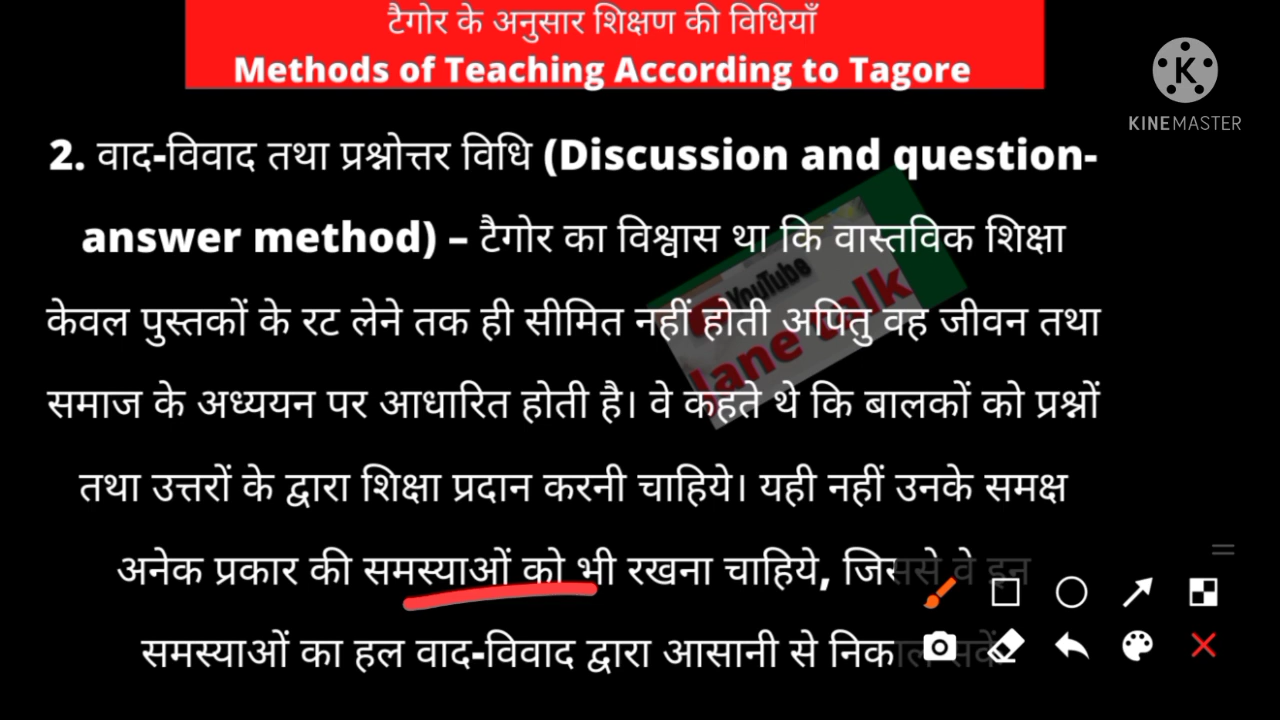 टैगोर के अनुसार शिक्षण की विधियाँ
Methods of Teaching According to Tagore
KINEMASTER
2. वाद-विवाद तथा प्रश्नोत्तर विधि (Discussion and question-
answer method) – टैगोर का विश्वास था कि वास्तविक शिक्षा
केवल पुस्तकों के रट लेने तक ही सीमित नहीं होती अपितु वह जीवन तथा
समाज के अध्ययन पर आधारित होती है। वे कहते थे कि बालकों को प्रश्नों
तथा उत्तरों के द्वारा शिक्षा प्रदान करनी चाहिये। यही नहीं उनके समक्ष
अनेक प्रकार की समस्याओं को भी रखना चाहिये, जिससे वे इन
समस्याओं का हल वाद-विवाद द्वारा आसानी से निकाल सकें
YouTube
Jane talk